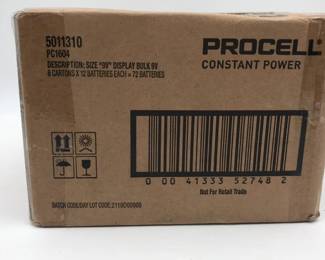 5011310
PC1604
DESCRIPTION: SIZE "9V" DISPLAY BULK 9V
6 CARTONS X 12 BATTERIES EACH = 72 BATTERIES
PROCELL
CONSTANT POWER
0 00 41333 52748 2
Not For Retail Trade
BATCH CODE/DAY LOT CODE: 2119D00906